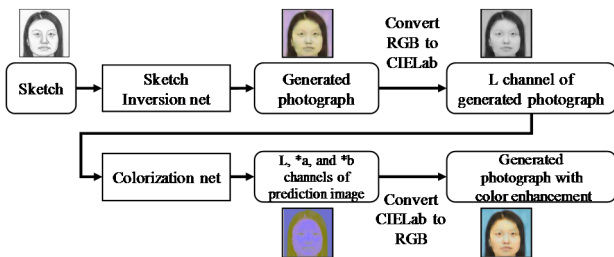 Convert
RGB to
CIELab
Sketch
Sketch
Inversion net
Generated
photograph
L channel of
generated photograph
Colorization net
L, *a, and *b
channels of
prediction image
Convert
CIELab to
RGB
Generated
photograph with
color enhancement